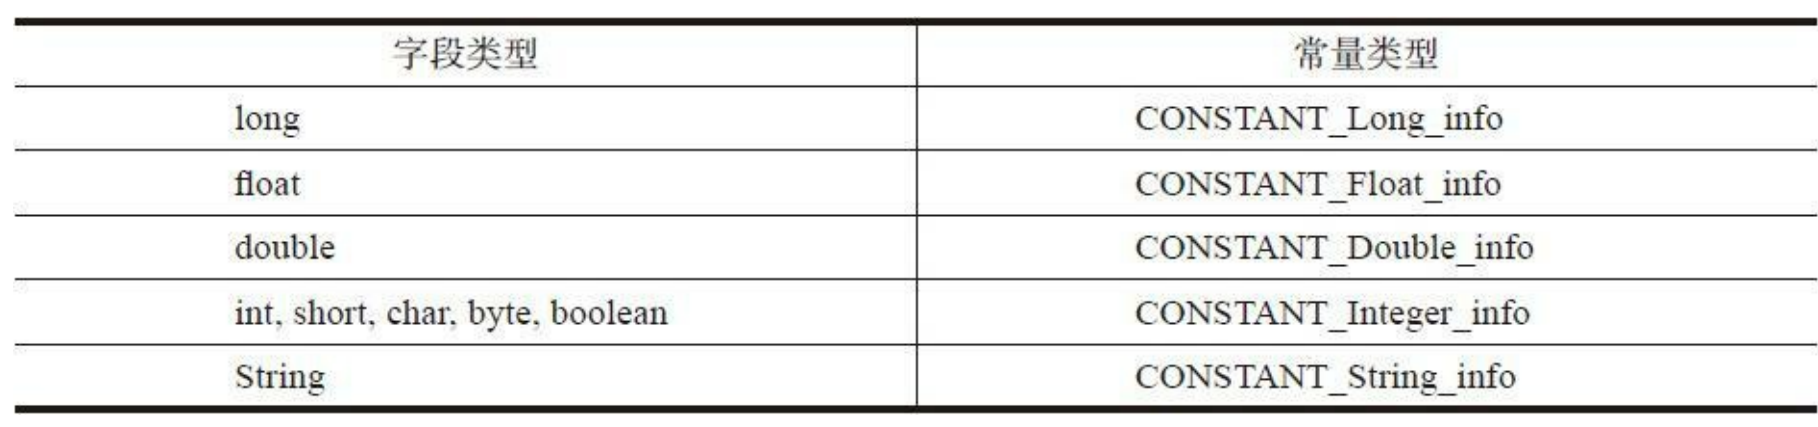 字段类型 常量类型
long CONSTANT_Long_info
float CONSTANT_Float_info
double CONSTANT_Double_info
int, short, char, byte, boolean CONSTANT_Integer_info
String CONSTANT_String_info